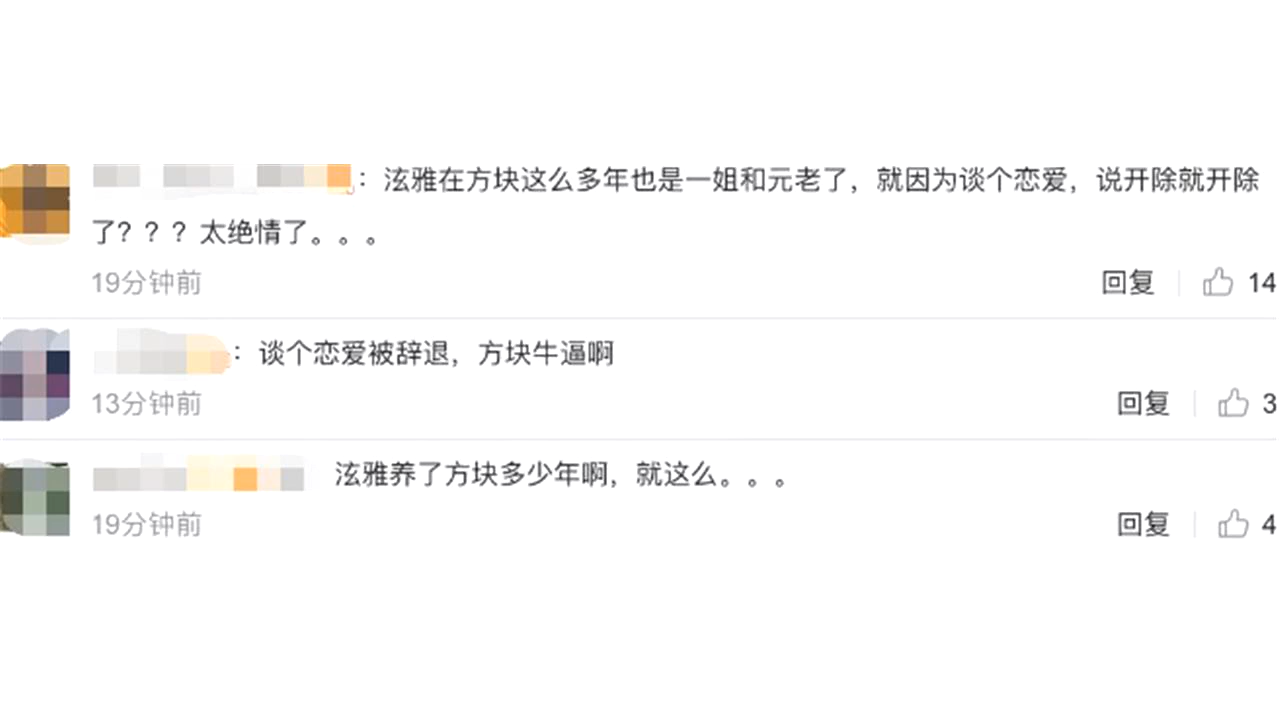 ：泫雅在方块这么多年也是一姐和元老了，就因为谈个恋爱，说开除就开除
了？？？太绝情了。。。
19分钟前 回复 14
：谈个恋爱被辞退，方块牛逼啊
13分钟前 回复 3
泫雅养了方块多少年啊，就这么。。。
19分钟前 回复 4